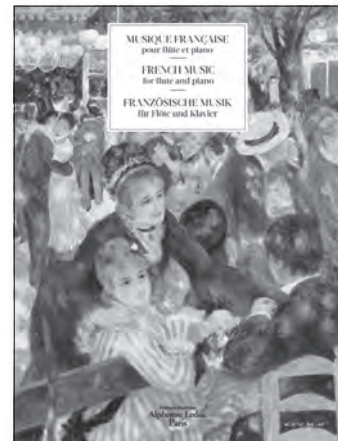 MUSIQUE FRANÇAISE
pour flûte et piano
FRENCH MUSIC
for flute and piano
FRANZÖSISCHE MUSIK
für Flöte und Klavier
Alphonse Leduc
Paris